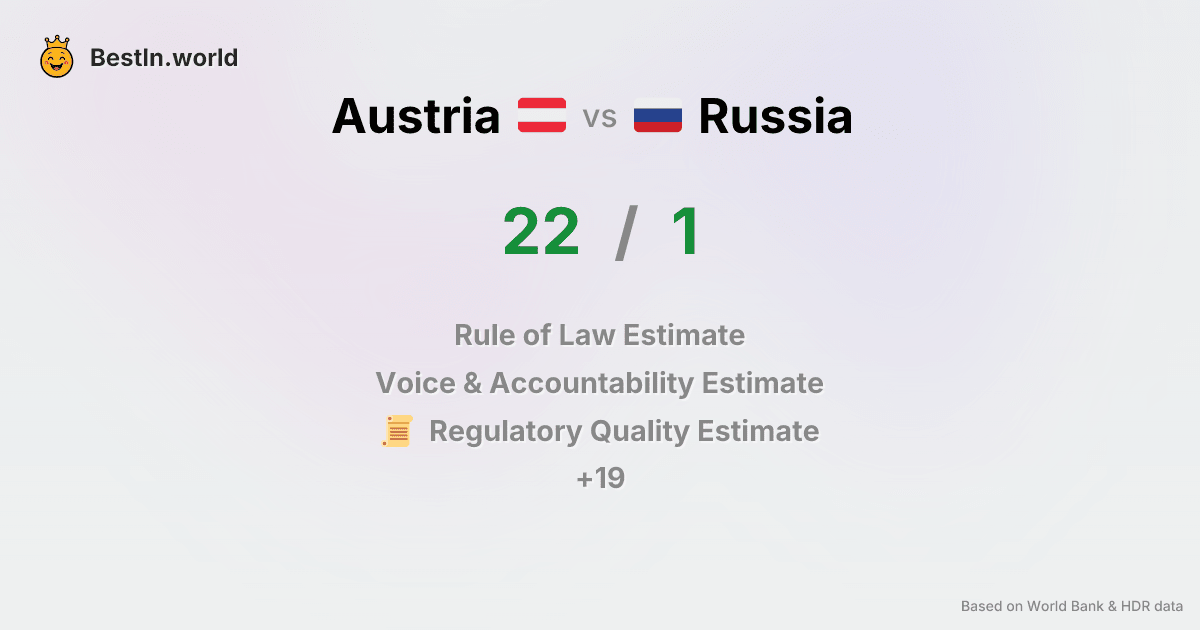 BestIn.world
Austria vs Russia
22 / 1
Rule of Law Estimate
Voice & Accountability Estimate
Regulatory Quality Estimate
+19
Based on World Bank & HDR data